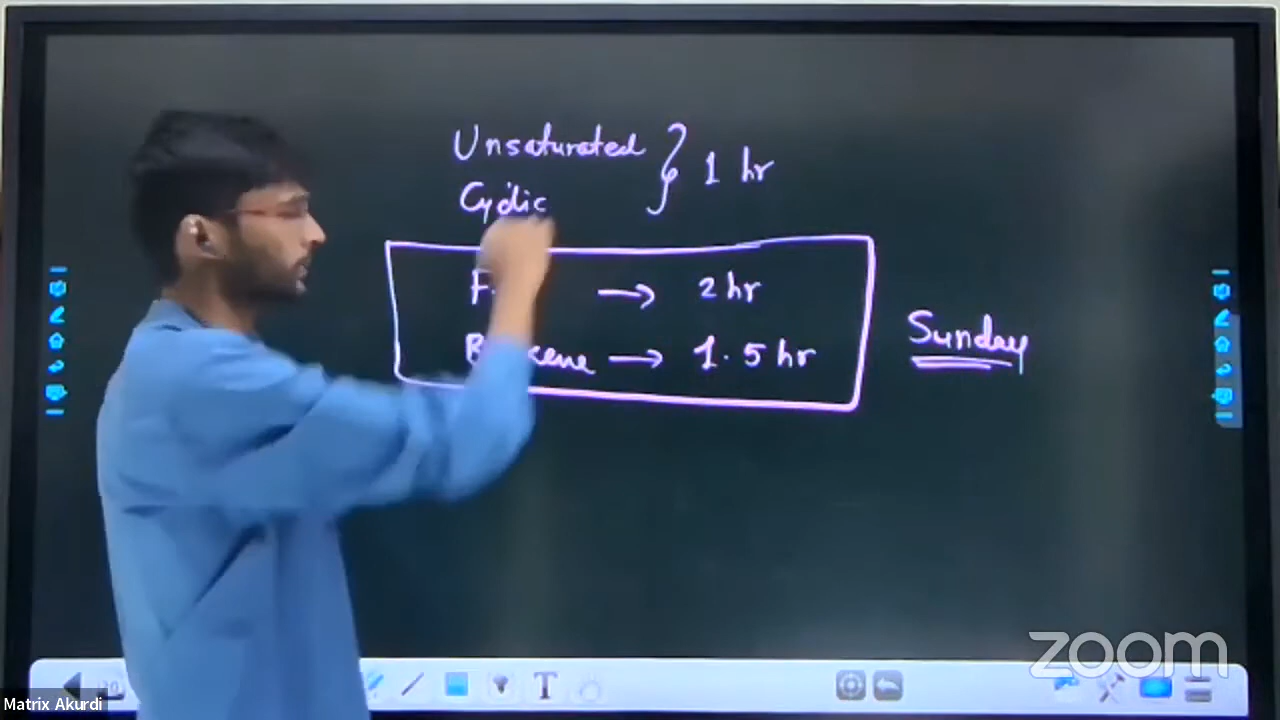 Unsaturated } 1 hr
Cyclic
F. → 2 hr
→ 1.5 hr
Sunday
T
zoom
Matrix Akurdi